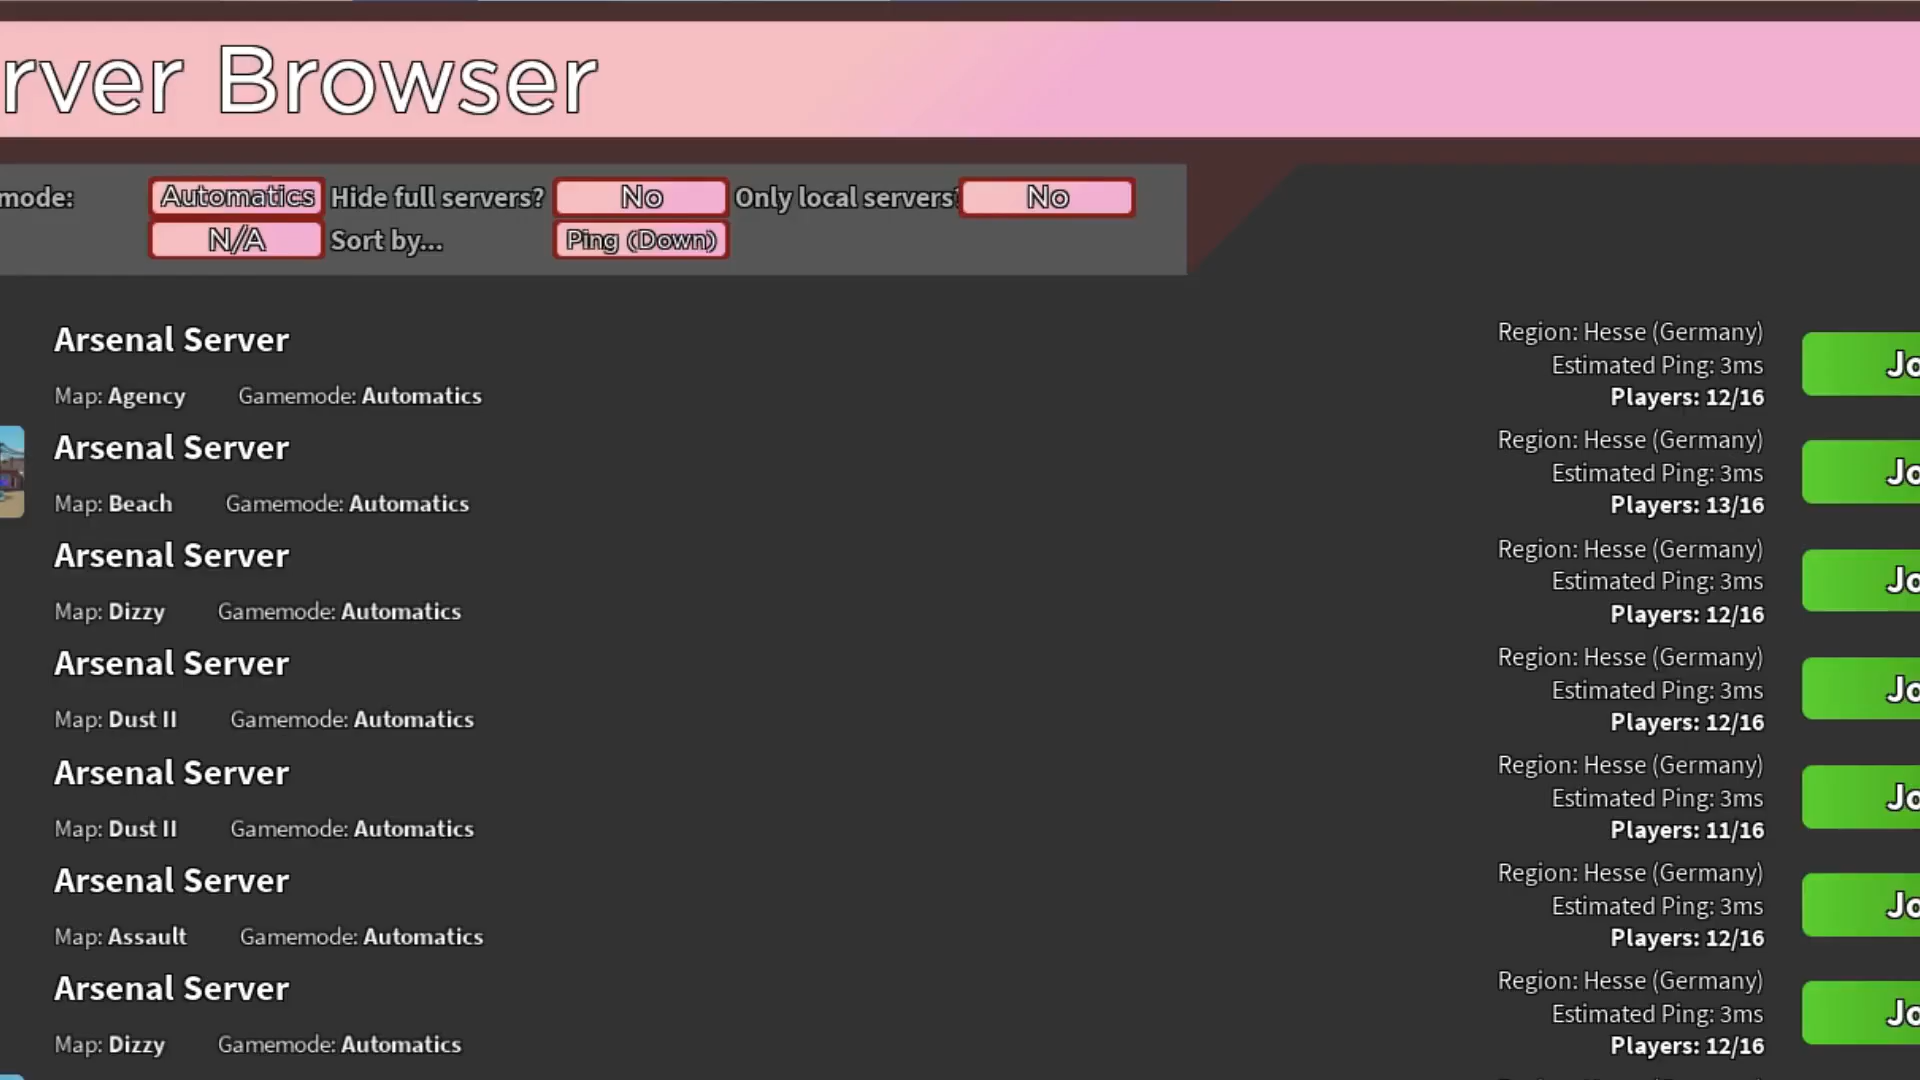 rver Browser
mode: Automatics Hide full servers? No Only local servers? No
N/A Sort by... Ping (Down)
Arsenal Server
Map: Agency Gamemode: Automatics
Region: Hesse (Germany)
Estimated Ping: 3ms
Players: 12/16
Jo
Arsenal Server
Map: Beach Gamemode: Automatics
Region: Hesse (Germany)
Estimated Ping: 3ms
Players: 13/16
Jo
Arsenal Server
Map: Dizzy Gamemode: Automatics
Region: Hesse (Germany)
Estimated Ping: 3ms
Players: 12/16
Jo
Arsenal Server
Map: Dust II Gamemode: Automatics
Region: Hesse (Germany)
Estimated Ping: 3ms
Players: 12/16
Jo
Arsenal Server
Map: Dust II Gamemode: Automatics
Region: Hesse (Germany)
Estimated Ping: 3ms
Players: 11/16
Jo
Arsenal Server
Map: Assault Gamemode: Automatics
Region: Hesse (Germany)
Estimated Ping: 3ms
Players: 12/16
Jo
Arsenal Server
Map: Dizzy Gamemode: Automatics
Region: Hesse (Germany)
Estimated Ping: 3ms
Players: 12/16
Jo